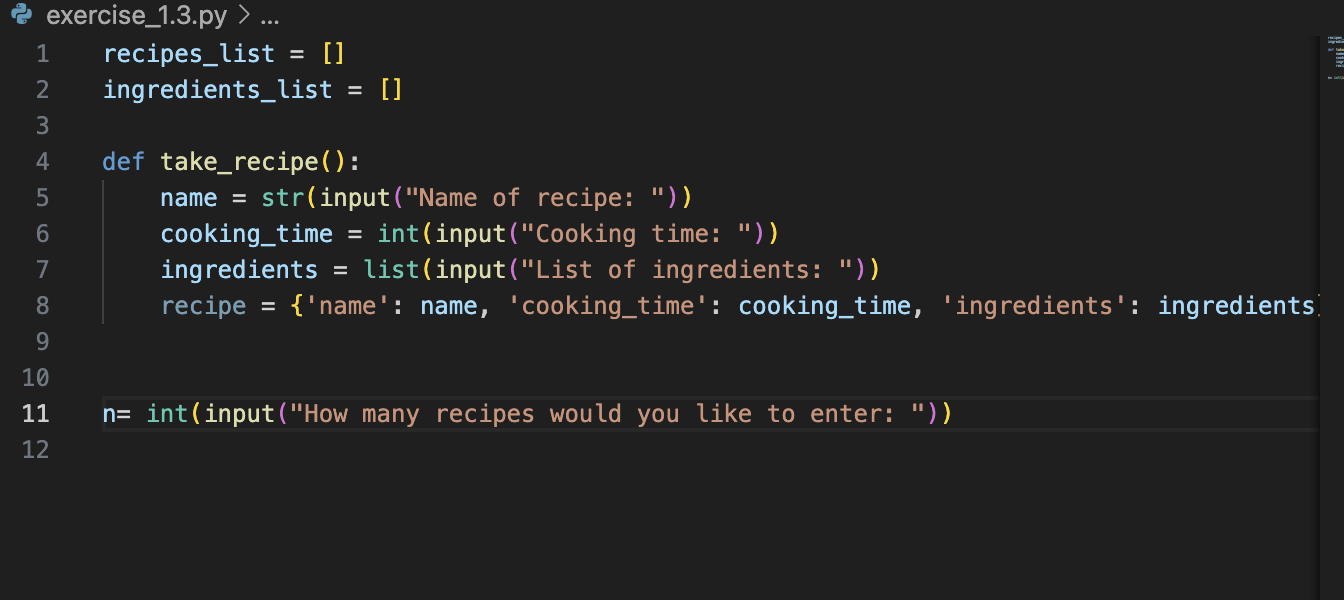 exercise_1.3.py > ...
1 recipes_list = []
2 ingredients_list = []
3
4 def take_recipe():
5     name = str(input("Name of recipe: "))
6     cooking_time = int(input("Cooking time: "))
7     ingredients = list(input("List of ingredients: "))
8     recipe = {'name': name, 'cooking_time': cooking_time, 'ingredients': ingredients}
9
10
11 n= int(input("How many recipes would you like to enter: "))
12